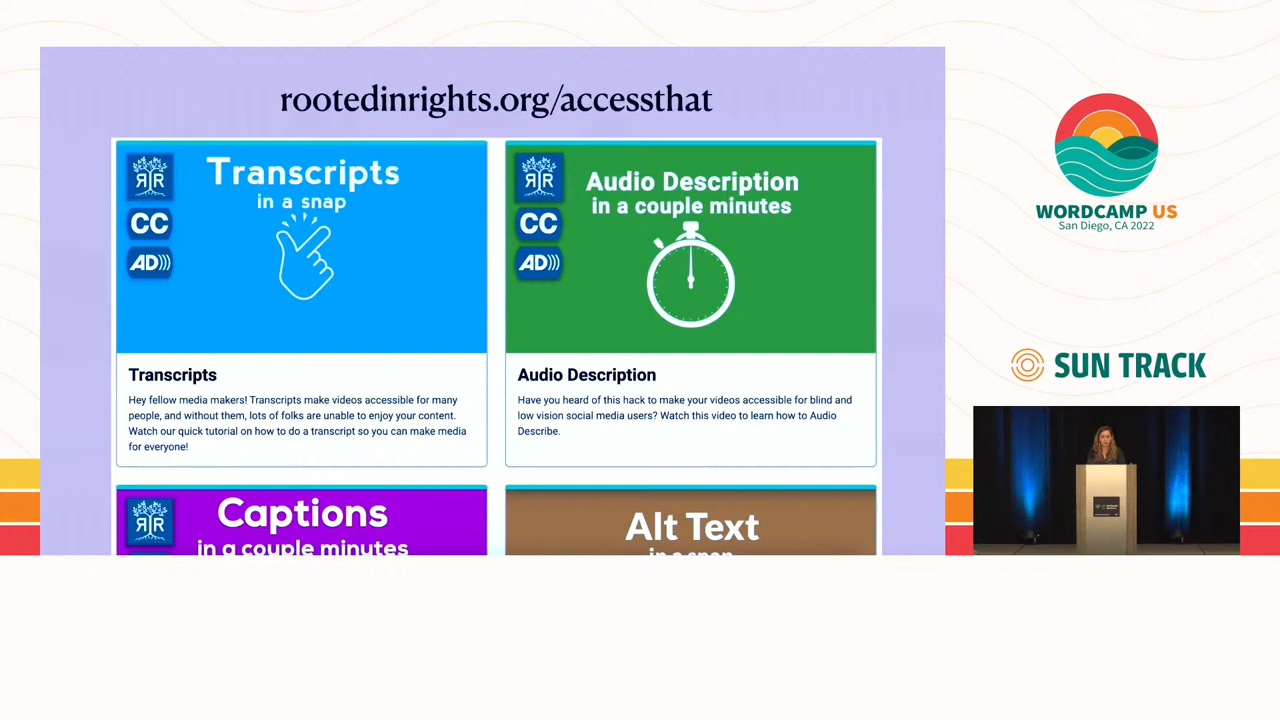 rootedinrights.org/accessthat
Transcripts
in a snap
RR
CC
AD
Transcripts
Hey fellow media makers! Transcripts make videos accessible for many
people, and without them, lots of folks are unable to enjoy your content.
Watch our quick tutorial on how to do a transcript so you can make media
for everyone!
Audio Description
in a couple minutes
RR
CC
AD
Audio Description
Have you heard of this hack to make your videos accessible for blind and
low vision social media users? Watch this video to learn how to Audio
Describe.
RR
Captions
in a couple minutes
Alt Text
in a snap
WORDCAMP US
San Diego, CA 2022
SUN TRACK